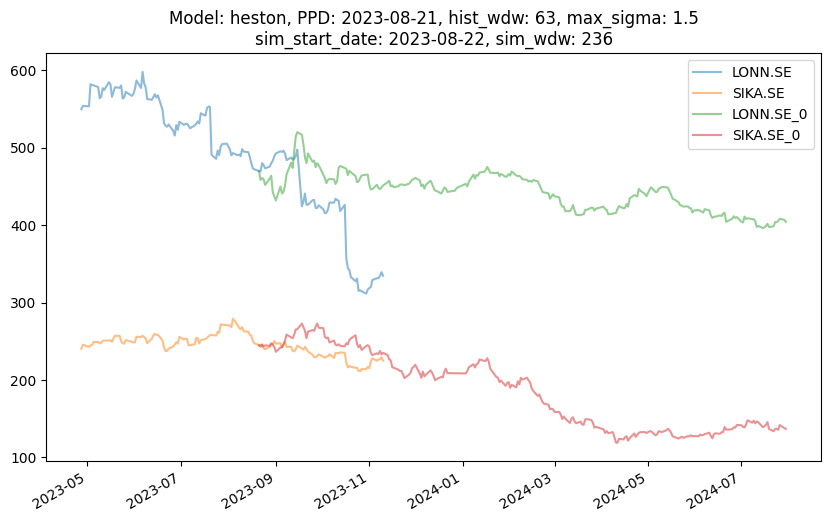 Model: heston, PPD: 2023-08-21, hist_wdw: 63, max_sigma: 1.5
sim_start_date: 2023-08-22, sim_wdw: 236
LONN.SE
SIKA.SE
LONN.SE_0
SIKA.SE_0
600
500
400
300
200
100
2023-05
2023-07
2023-09
2023-11
2024-01
2024-03
2024-05
2024-07